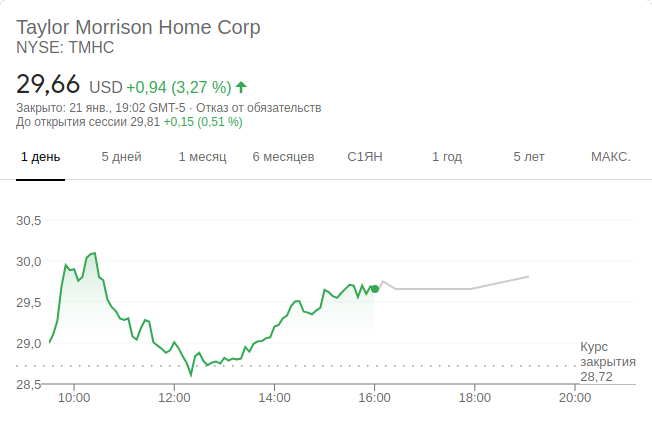 Taylor Morrison Home Corp
NYSE: TMHC
29,66 USD +0,94 (3,27 %)
Закрыто: 21 янв., 19:02 GMT-5 · Отказ от обязательств
До открытия сессии 29,81 +0,15 (0,51 %)
1 день 5 дней 1 месяц 6 месяцев С1ЯН 1 год 5 лет МАКС.
30,5
30,0
29,5
29,0
28,5
Курс
закрытия
28,72
10:00 12:00 14:00 16:00 18:00 20:00